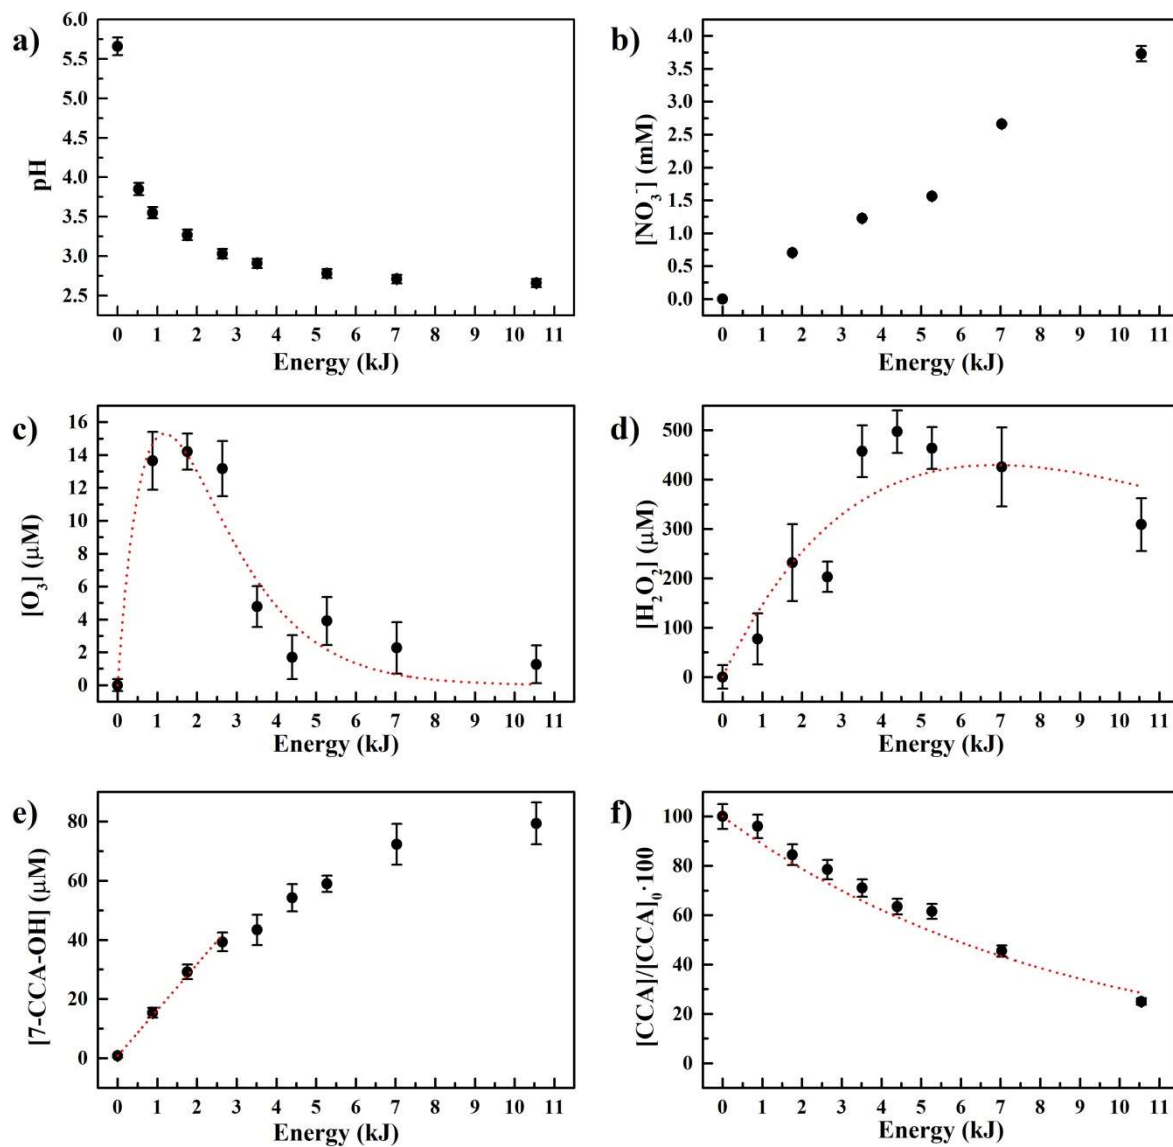 a)
pH
6.0
5.5
5.0
4.5
4.0
3.5
3.0
2.5
0 1 2 3 4 5 6 7 8 9 10 11
Energy (kJ)
b)
[NO₃⁻] (mM)
4.0
3.5
3.0
2.5
2.0
1.5
1.0
0.5
0.0
0 1 2 3 4 5 6 7 8 9 10 11
Energy (kJ)
c)
[O₃] (μM)
16
14
12
10
8
6
4
2
0
0 1 2 3 4 5 6 7 8 9 10 11
Energy (kJ)
d)
[H₂O₂] (μM)
500
400
300
200
100
0
0 1 2 3 4 5 6 7 8 9 10 11
Energy (kJ)
e)
[7-CCA-OH] (μM)
80
60
40
20
0
0 1 2 3 4 5 6 7 8 9 10 11
Energy (kJ)
f)
[CCA]/[CCA]₀·100
100
80
60
40
20
0
0 1 2 3 4 5 6 7 8 9 10 11
Energy (kJ)